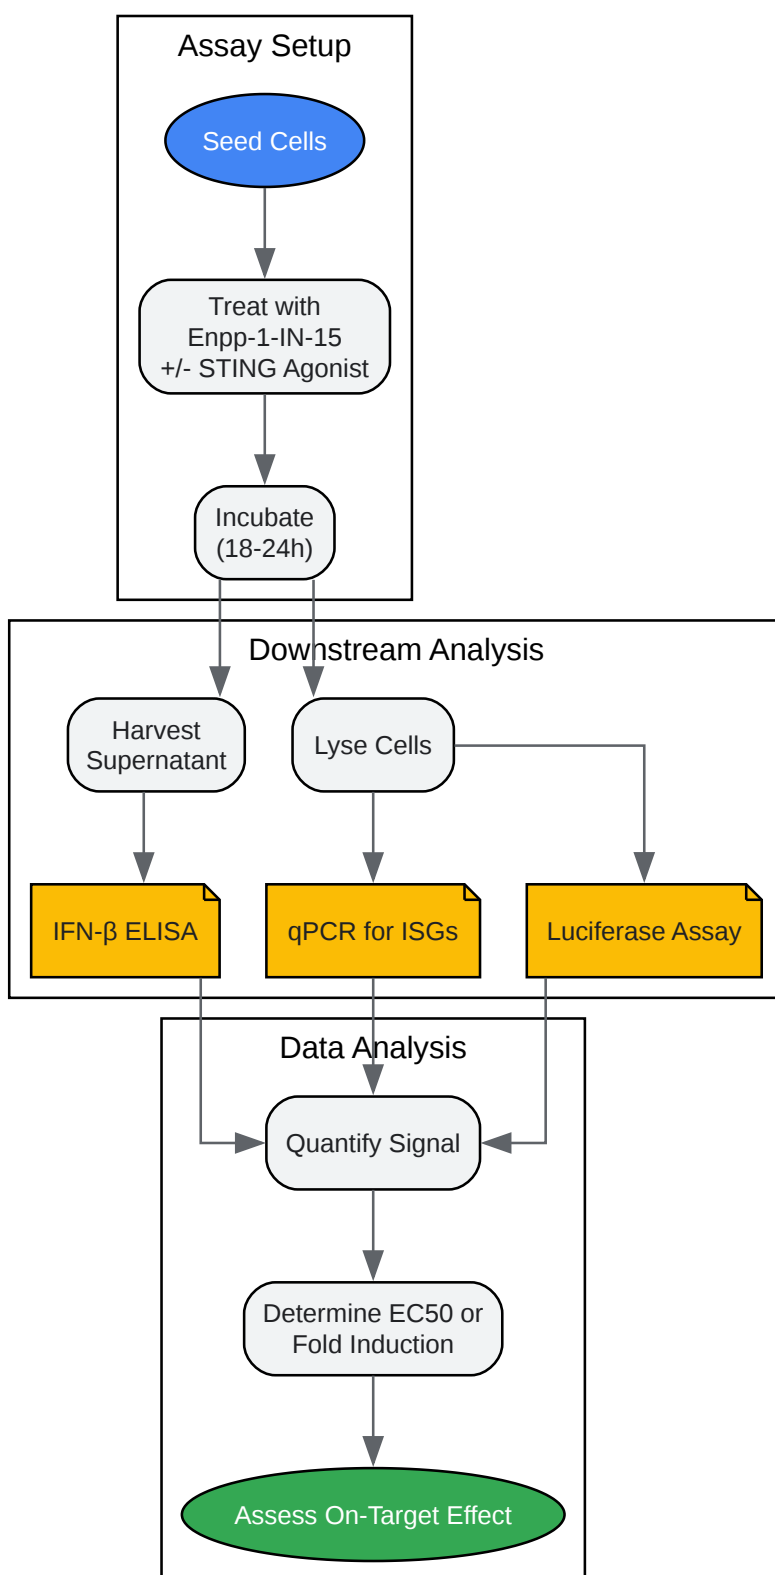 Assay Setup
Seed Cells
Treat with
Enpp-1-IN-15
+/- STING Agonist
Incubate
(18-24h)
Downstream Analysis
Harvest
Supernatant
Lyse Cells
IFN-β ELISA
qPCR for ISGs
Luciferase Assay
Data Analysis
Quantify Signal
Determine EC50 or
Fold Induction
Assess On-Target Effect